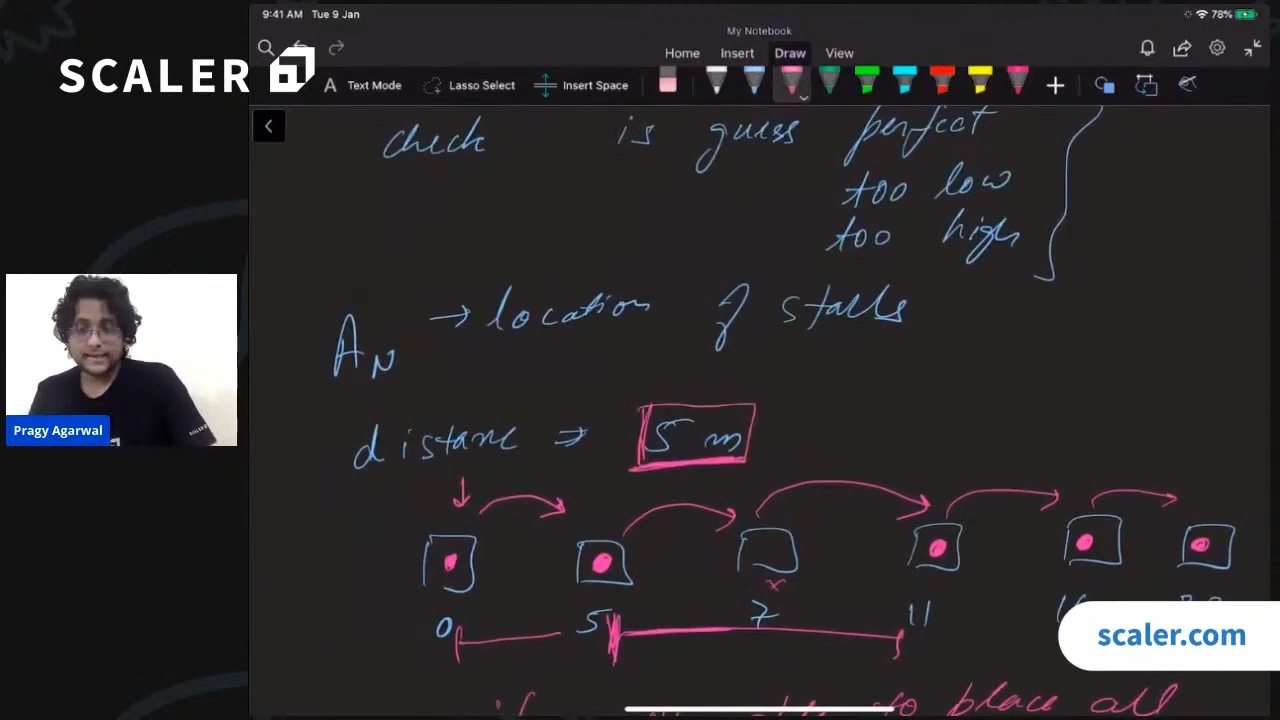 9:41 AM Tue 9 Jan
78%
My Notebook
Home Insert Draw View
SCALER
A Text Mode Lasso Select Insert Space
check is guess perfect
too low
too high
A N → location of stalls
Pragy Agarwal
distance ⇒ 5 m
0 5 7 11
x
scaler.com
to place all